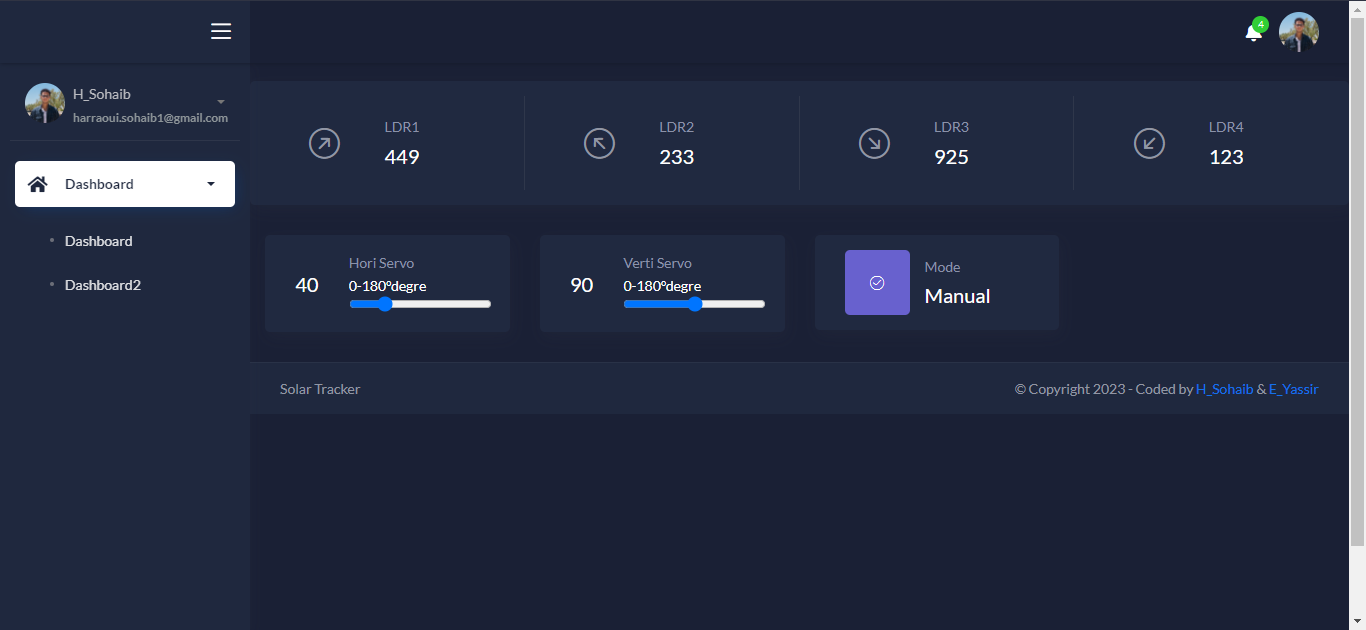 4
H_Sohaib
harraoui.sohaib1@gmail.com
Dashboard
Dashboard
Dashboard2
LDR1
449
LDR2
233
LDR3
925
LDR4
123
40
Hori Servo
0-180°degre
90
Verti Servo
0-180°degre
Mode
Manual
Solar Tracker
© Copyright 2023 - Coded by H_Sohaib & E_Yassir